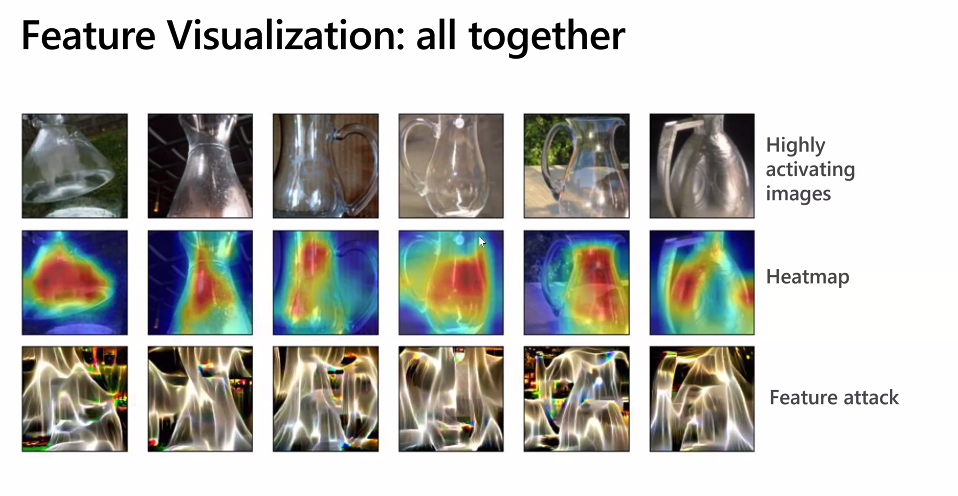 Feature Visualization: all together
Highly
activating
images
Heatmap
Feature attack